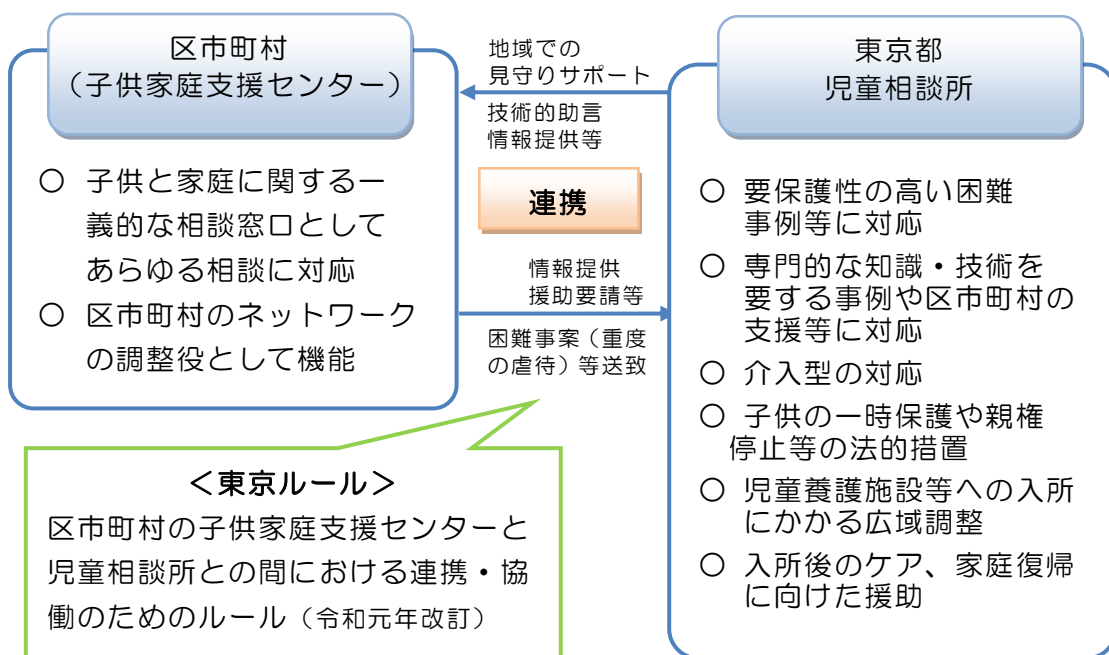 区市町村
（子供家庭支援センター）
○ 子供と家庭に関する一
義的な相談窓口として
あらゆる相談に対応
○ 区市町村のネットワーク
の調整役として機能
地域での
見守りサポート
技術的助言
情報提供等
連携
情報提供
援助要請等
困難事案（重度
の虐待）等送致
東京都
児童相談所
○ 要保護性の高い困難
事例等に対応
○ 専門的な知識・技術を
要する事例や区市町村の
支援等に対応
○ 介入型の対応
○ 子供の一時保護や親権
停止等の法的措置
○ 児童養護施設等への入所
にかかる広域調整
○ 入所後のケア、家庭復帰
に向けた援助
＜東京ルール＞
区市町村の子供家庭支援センターと
児童相談所との間における連携・協
働のためのルール（令和元年改訂）